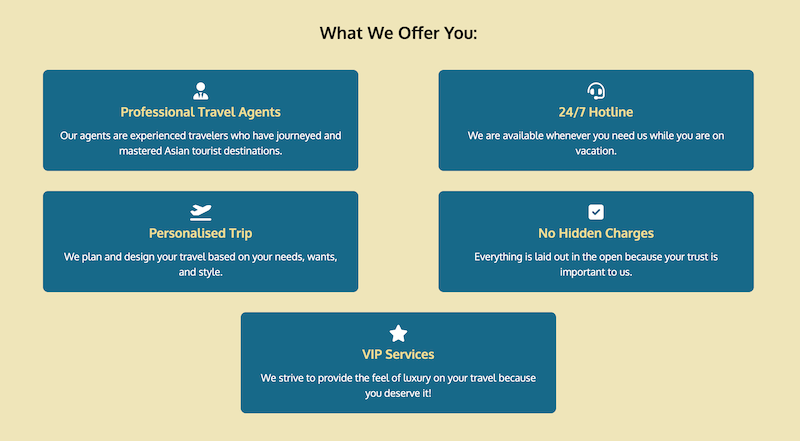 What We Offer You:
Professional Travel Agents
Our agents are experienced travelers who have journeyed and
mastered Asian tourist destinations.
24/7 Hotline
We are available whenever you need us while you are on
vacation.
Personalised Trip
We plan and design your travel based on your needs, wants,
and style.
No Hidden Charges
Everything is laid out in the open because your trust is
important to us.
VIP Services
We strive to provide the feel of luxury on your travel because
you deserve it!